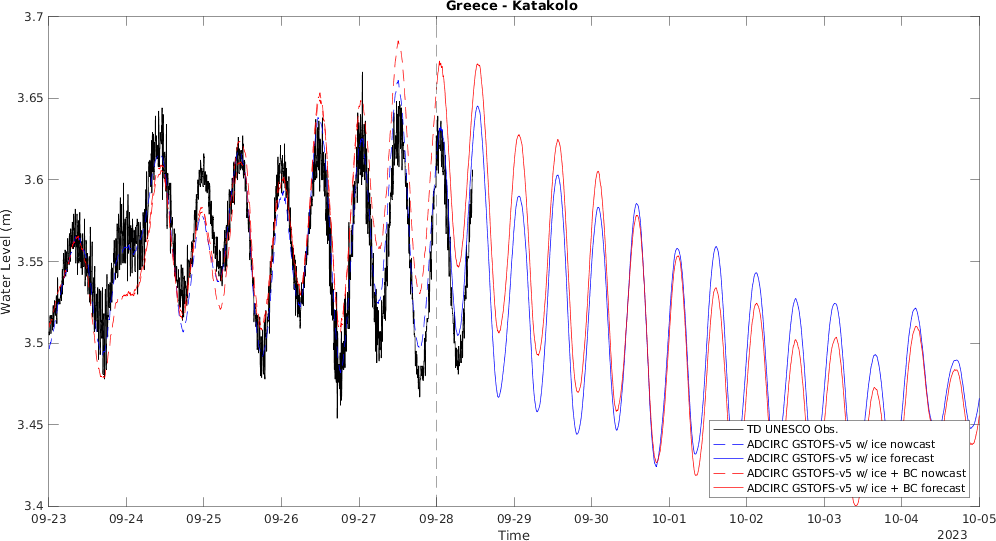 Greece - Katakolo
3.7
3.65
3.6
3.55
3.5
3.45
3.4
Water Level (m)
TD UNESCO Obs.
ADCIRC GSTOFS-v5 w/ ice nowcast
ADCIRC GSTOFS-v5 w/ ice forecast
ADCIRC GSTOFS-v5 w/ ice + BC nowcast
ADCIRC GSTOFS-v5 w/ ice + BC forecast
09-23 09-24 09-25 09-26 09-27 09-28 09-29 09-30 10-01 10-02 10-03 10-04 10-05
Time
2023